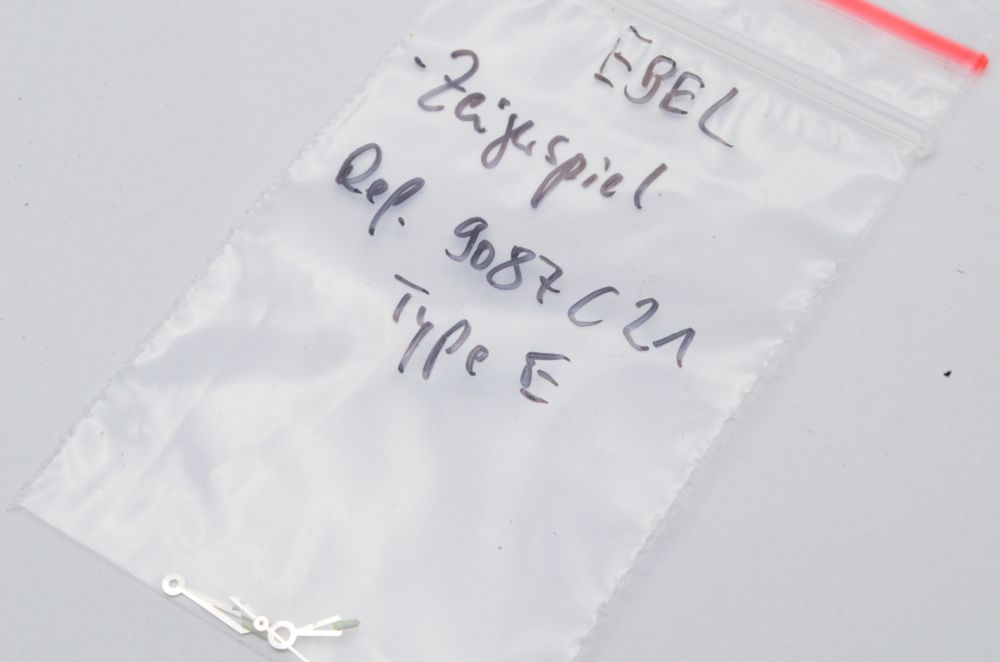 EBEL
·Zeigerspiel
Ref. 9087C21
Type E